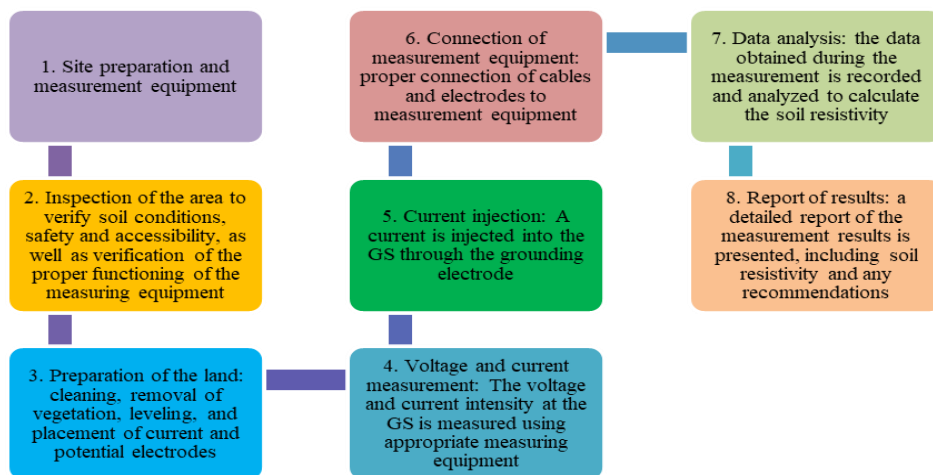 1. Site preparation and
measurement equipment
2. Inspection of the area to
verify soil conditions,
safety and accessibility, as
well as verification of the
proper functioning of the
measuring equipment
3. Preparation of the land:
cleaning, removal of
vegetation, leveling, and
placement of current and
potential electrodes
4. Voltage and current
measurement: The voltage
and current intensity at the
GS is measured using
appropriate measuring
equipment
5. Current injection: A
current is injected into the
GS through the grounding
electrode
6. Connection of
measurement equipment:
proper connection of cables
and electrodes to
measurement equipment
7. Data analysis: the data
obtained during the
measurement is recorded
and analyzed to calculate
the soil resistivity
8. Report of results: a
detailed report of the
measurement results is
presented, including soil
resistivity and any
recommendations